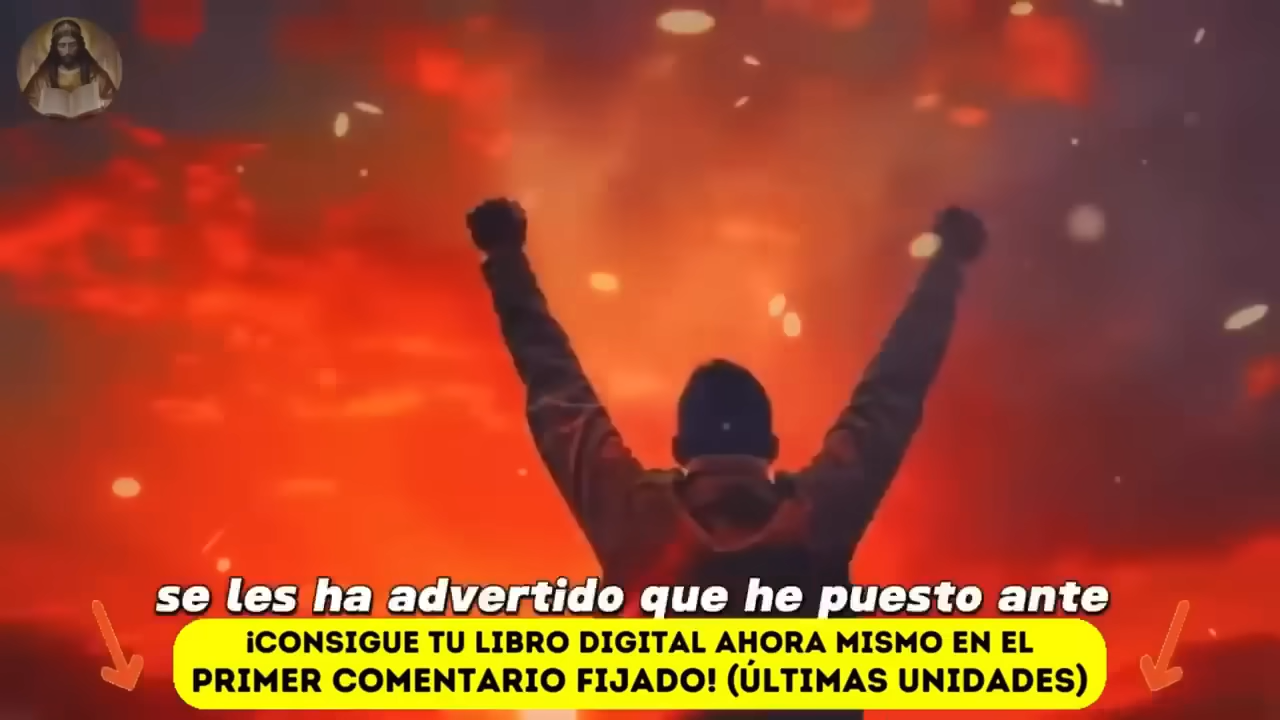 se les ha advertido que he puesto ante
¡CONSIGUE TU LIBRO DIGITAL AHORA MISMO EN EL
PRIMER COMENTARIO FIJADO! (ÚLTIMAS UNIDADES)